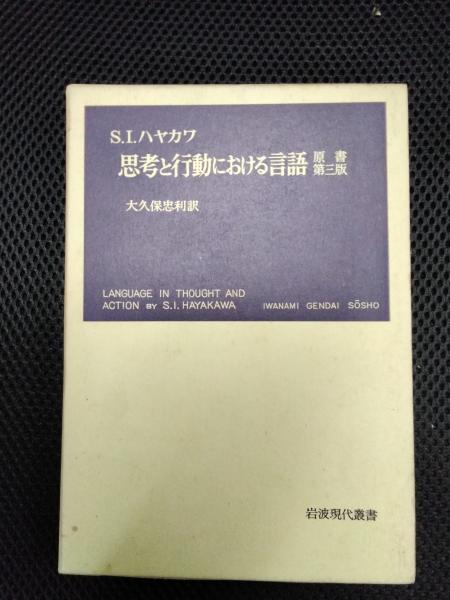 S.I.ハヤカワ
思考と行動における言語 原書第三版
大久保忠利訳
LANGUAGE IN THOUGHT AND
ACTION BY S.I. HAYAKAWA IWANAMI GENDAI SŌSHO
岩波現代叢書